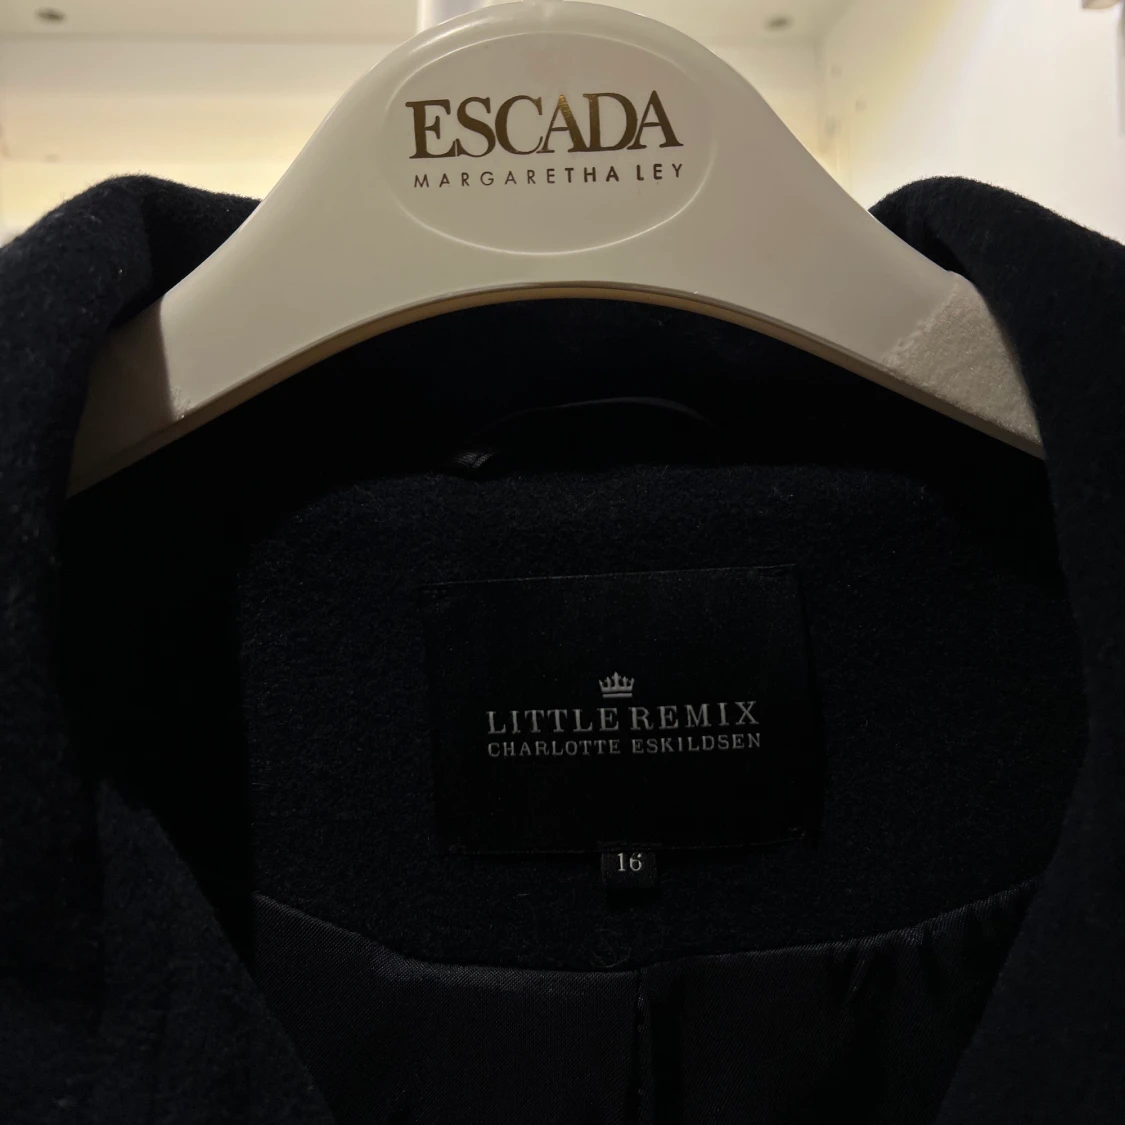 ESCADA
MARGARETHA LEY
LITTLE REMIX
CHARLOTTE ESKILDSEN
16